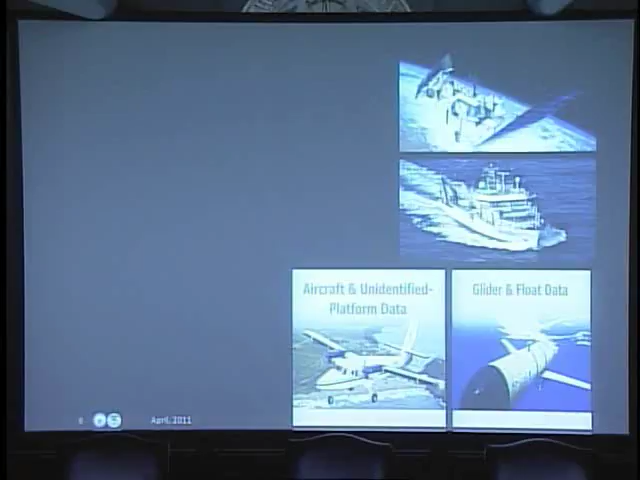 Aircraft & Unidentified-
Platform Data
Glider & Float Data
April, 2011